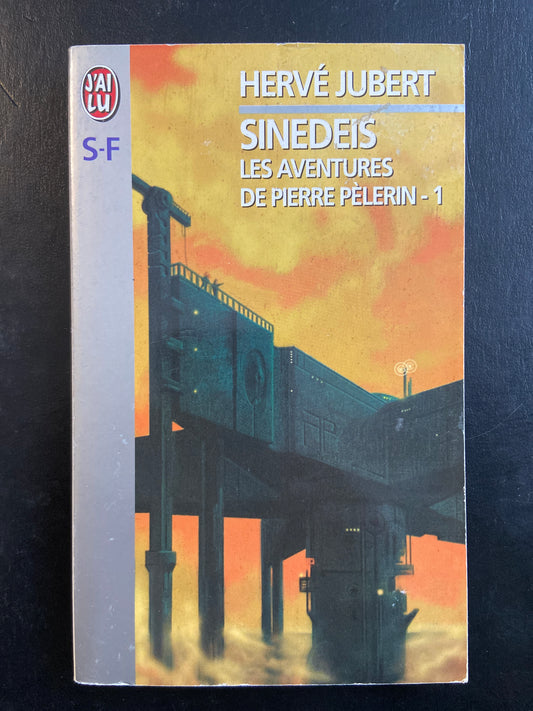 J'AI
LU
S-F
HERVÉ JUBERT
SINEDEIS
LES AVENTURES
DE PIERRE PÈLERIN - 1